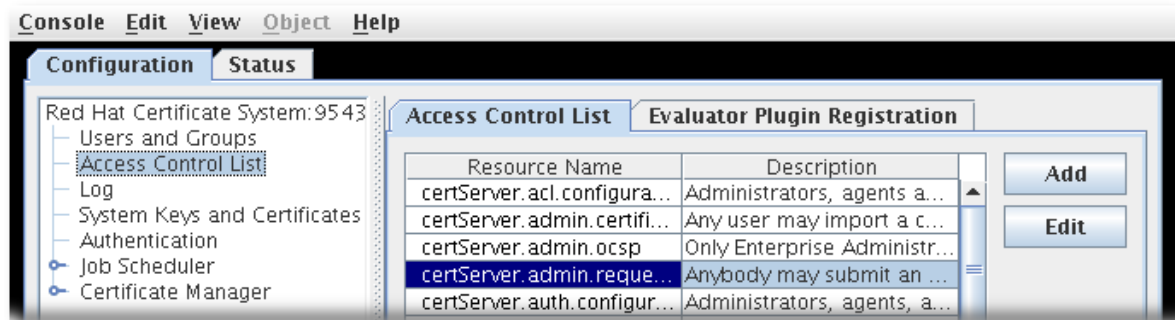 Console Edit View Object Help
Configuration Status
Red Hat Certificate System:9543
Users and Groups
Access Control List
Log
System Keys and Certificates
Authentication
Job Scheduler
Certificate Manager
Access Control List Evaluator Plugin Registration
Resource Name Description
certServer.acl.configura... Administrators, agents a...
certServer.admin.certifi... Any user may import a c...
certServer.admin.ocsp Only Enterprise Administr...
certServer.admin.reque... Anybody may submit an ...
certServer.auth.configur... Administrators, agents, a...
Add
Edit